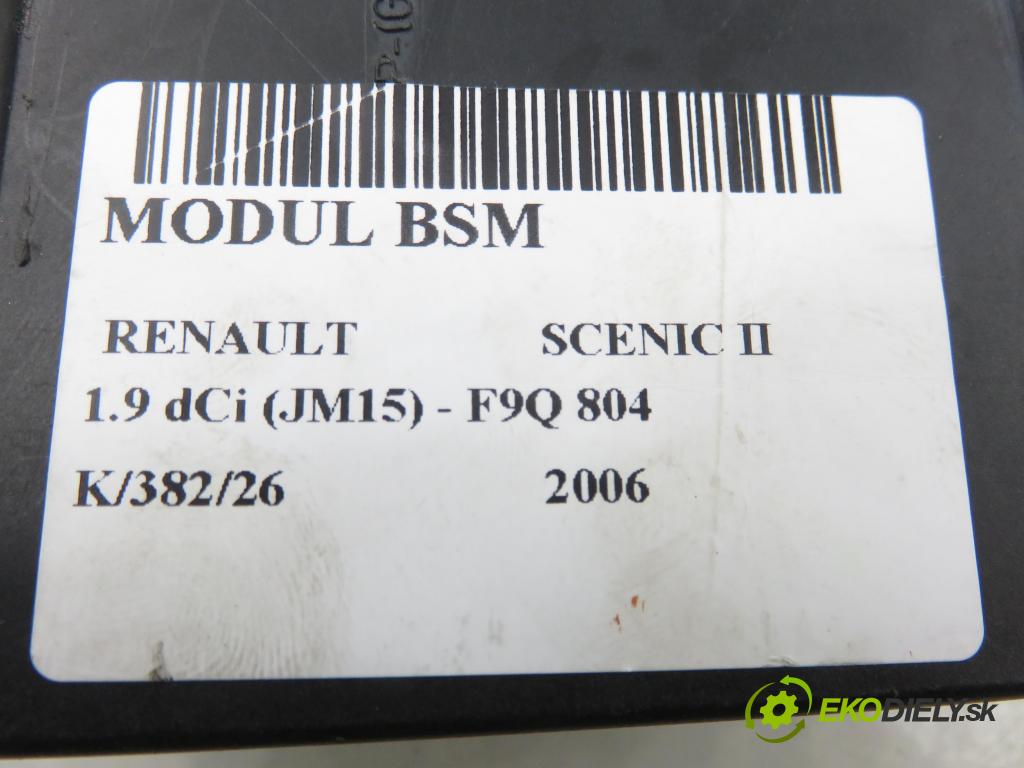 MODUL BSM
RENAULT SCENIC II
1.9 dCi (JM15) - F9Q 804
K/382/26 2006
EKODIELY.SK